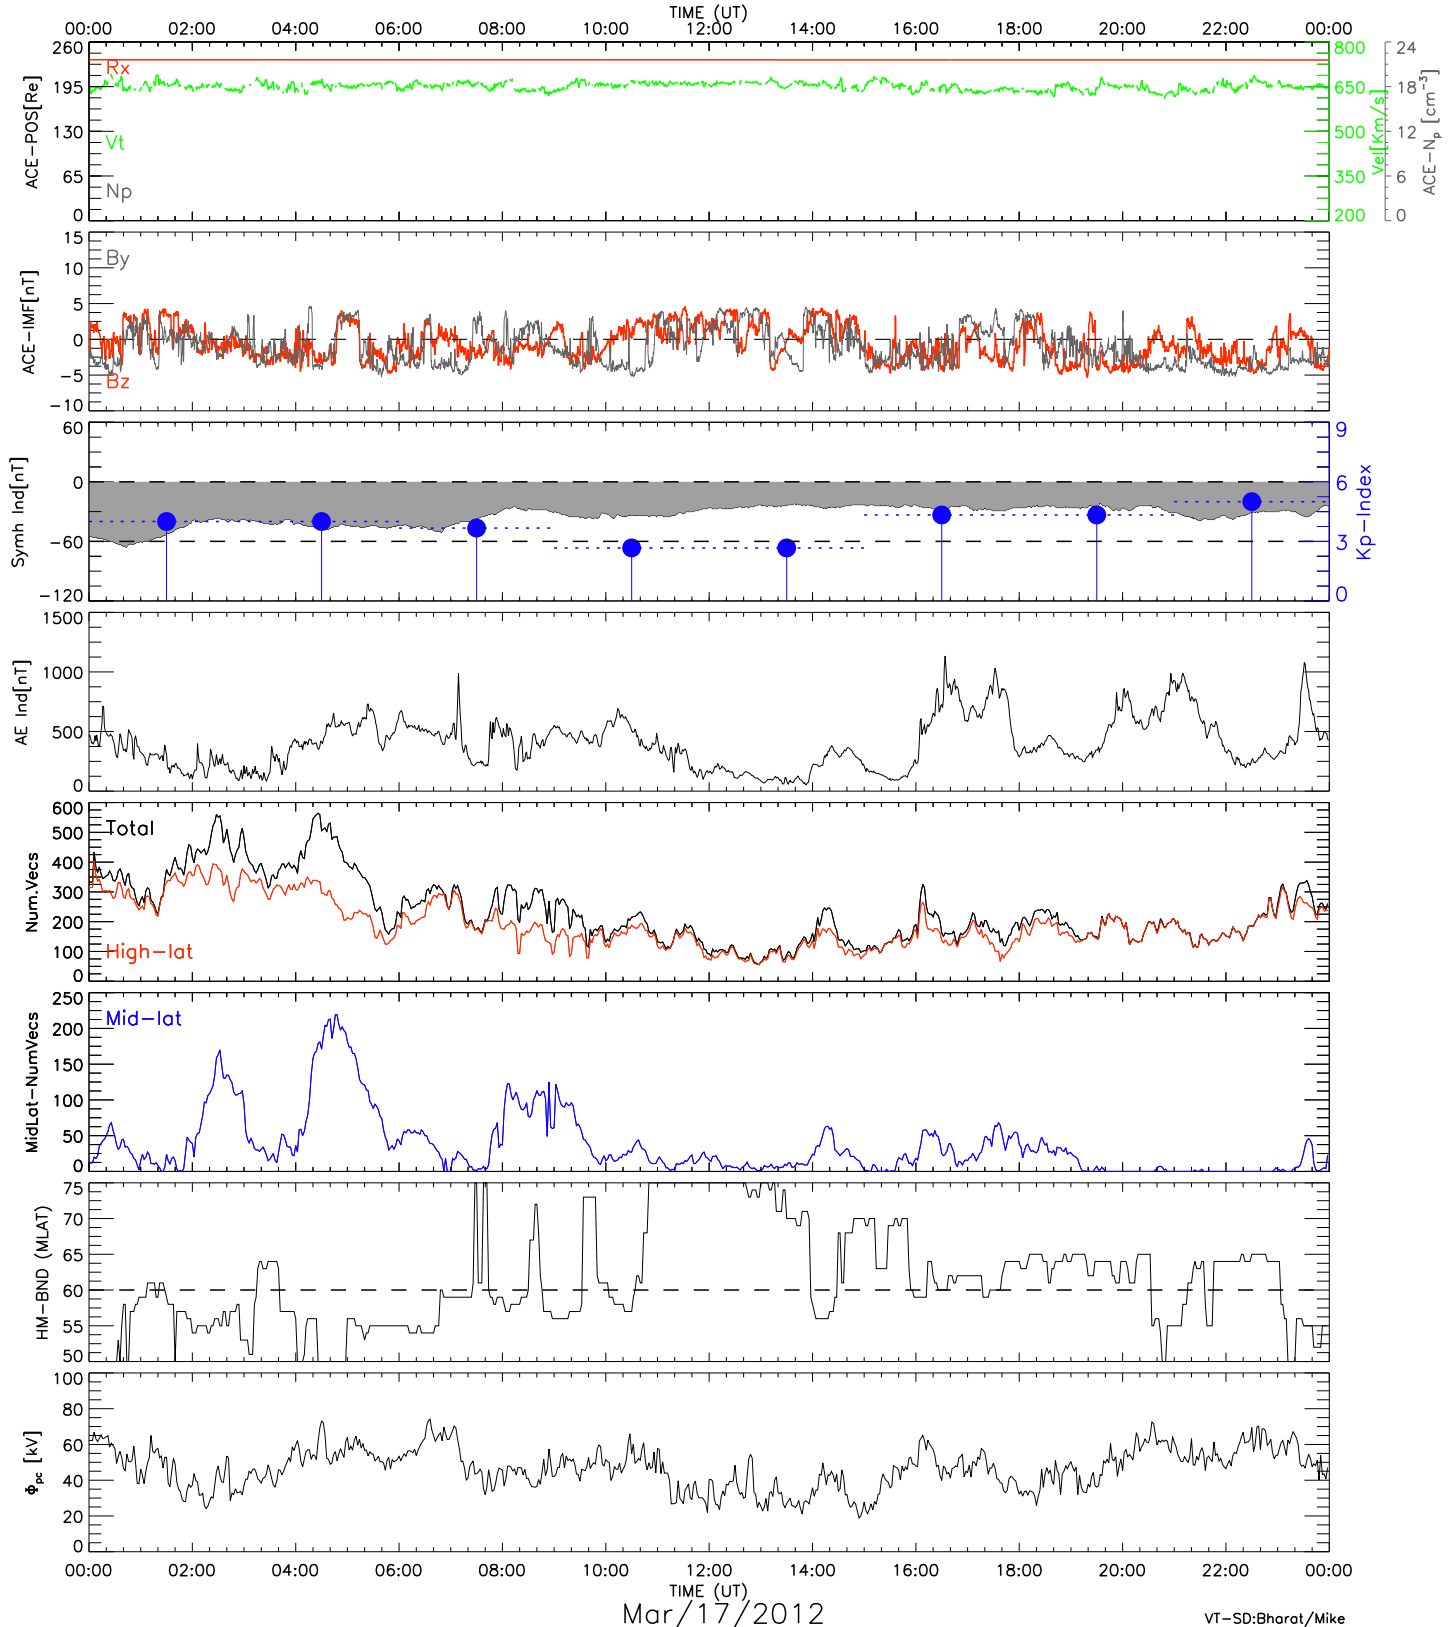 TIME (UT)
00:00 02:00 04:00 06:00 08:00 10:00 12:00 14:00 16:00 18:00 20:00 22:00 00:00
260 195 130 65 0
ACE-POS[Re]
Rx
Vt
Np
800 650 500 350 200
Vel[Km/s]
24 18 12 6 0
ACE-Np [cm⁻³]
15 10 5 0 -5 -10
ACE-IMF[nT]
By
Bz
60 0 -60 -120
Symh Ind[nT]
9 6 3 0
Kp-Index
1500 1000 500 0
AE Ind[nT]
600 500 400 300 200 100 0
Num.Vecs
Total
High-lat
250 200 150 100 50 0
MidLat-NumVecs
Mid-lat
75 70 65 60 55 50
HM-BND (MLAT)
100 80 60 40 20 0
Φpc [kV]
00:00 02:00 04:00 06:00 08:00 10:00 12:00 14:00 16:00 18:00 20:00 22:00 00:00
TIME (UT)
Mar/17/2012
VT-SD:Bharat/Mike